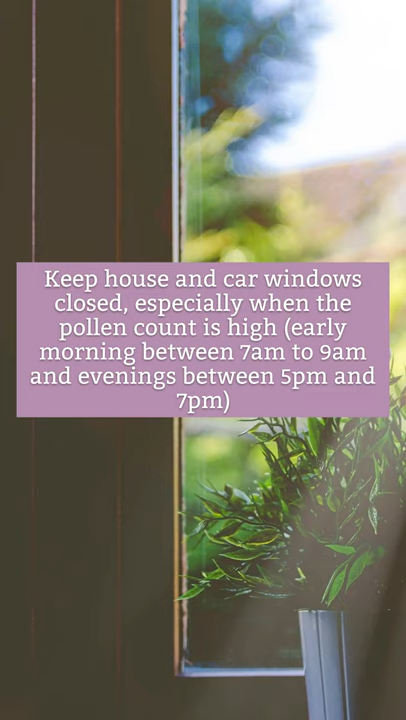 Keep house and car windows
closed, especially when the
pollen count is high (early
morning between 7am to 9am
and evenings between 5pm and
7pm)